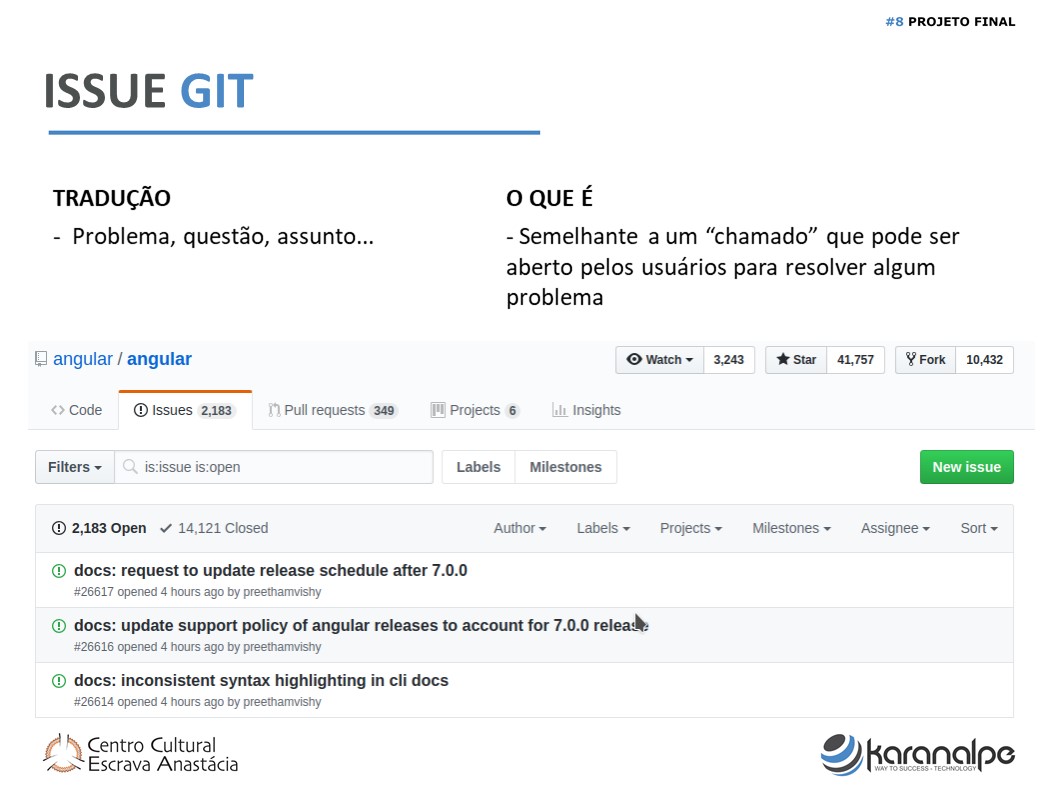 #8 PROJETO FINAL
ISSUE GIT
TRADUÇÃO
- Problema, questão, assunto...
O QUE É
- Semelhante a um “chamado” que pode ser
aberto pelos usuários para resolver algum
problema
angular / angular
Watch 3,243 Star 41,757 Fork 10,432
Code Issues 2,183 Pull requests 349 Projects 6 Insights
Filters is:issue is:open Labels Milestones New issue
2,183 Open 14,121 Closed Author Labels Projects Milestones Assignee Sort
docs: request to update release schedule after 7.0.0
#26617 opened 4 hours ago by preethamvishy
docs: update support policy of angular releases to account for 7.0.0 release
#26616 opened 4 hours ago by preethamvishy
docs: inconsistent syntax highlighting in cli docs
#26614 opened 4 hours ago by preethamvishy
Centro Cultural
Escrava Anastácia
karanalpe
WAY TO SUCCESS - TECHNOLOGY